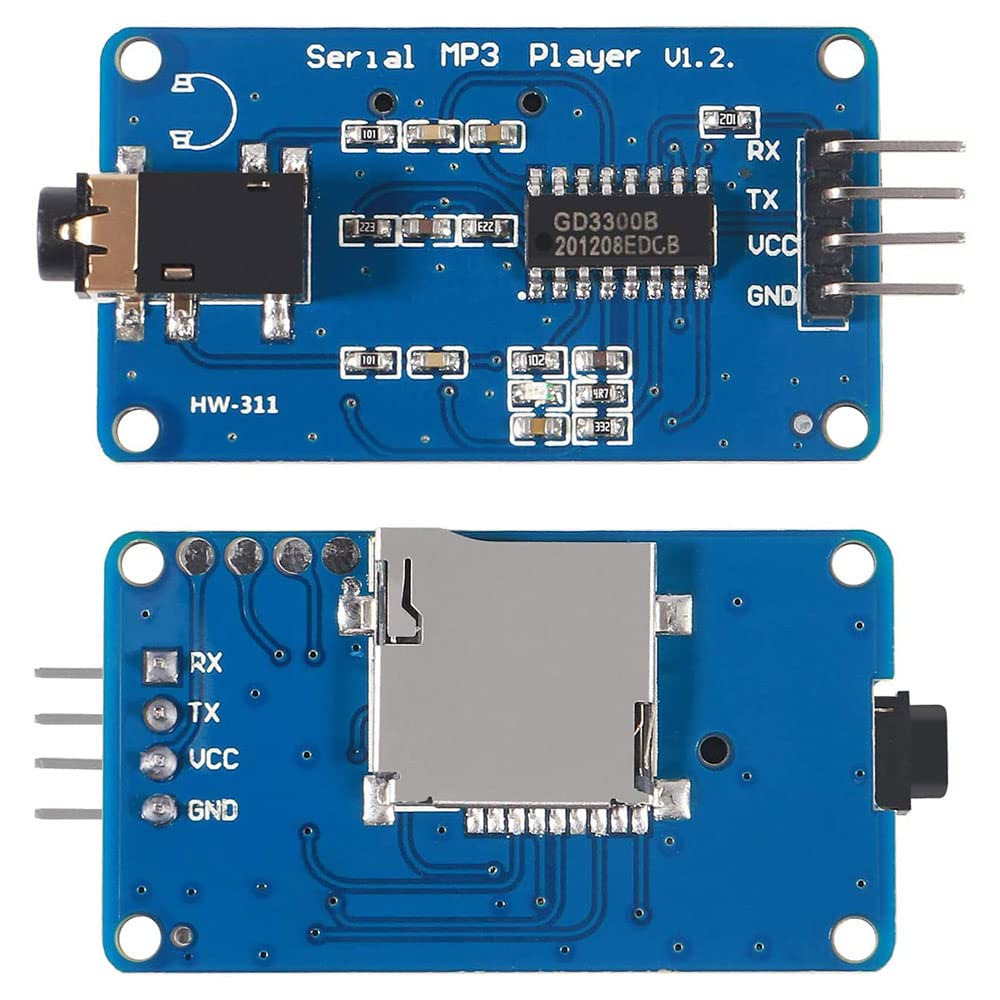 Serial MP3 Player V1.2.
101
201
RX
TX
VCC
GND
GD3300B
201208EDCB
223
E22
101
102
4R7
332
HW-311
RX
TX
VCC
GND